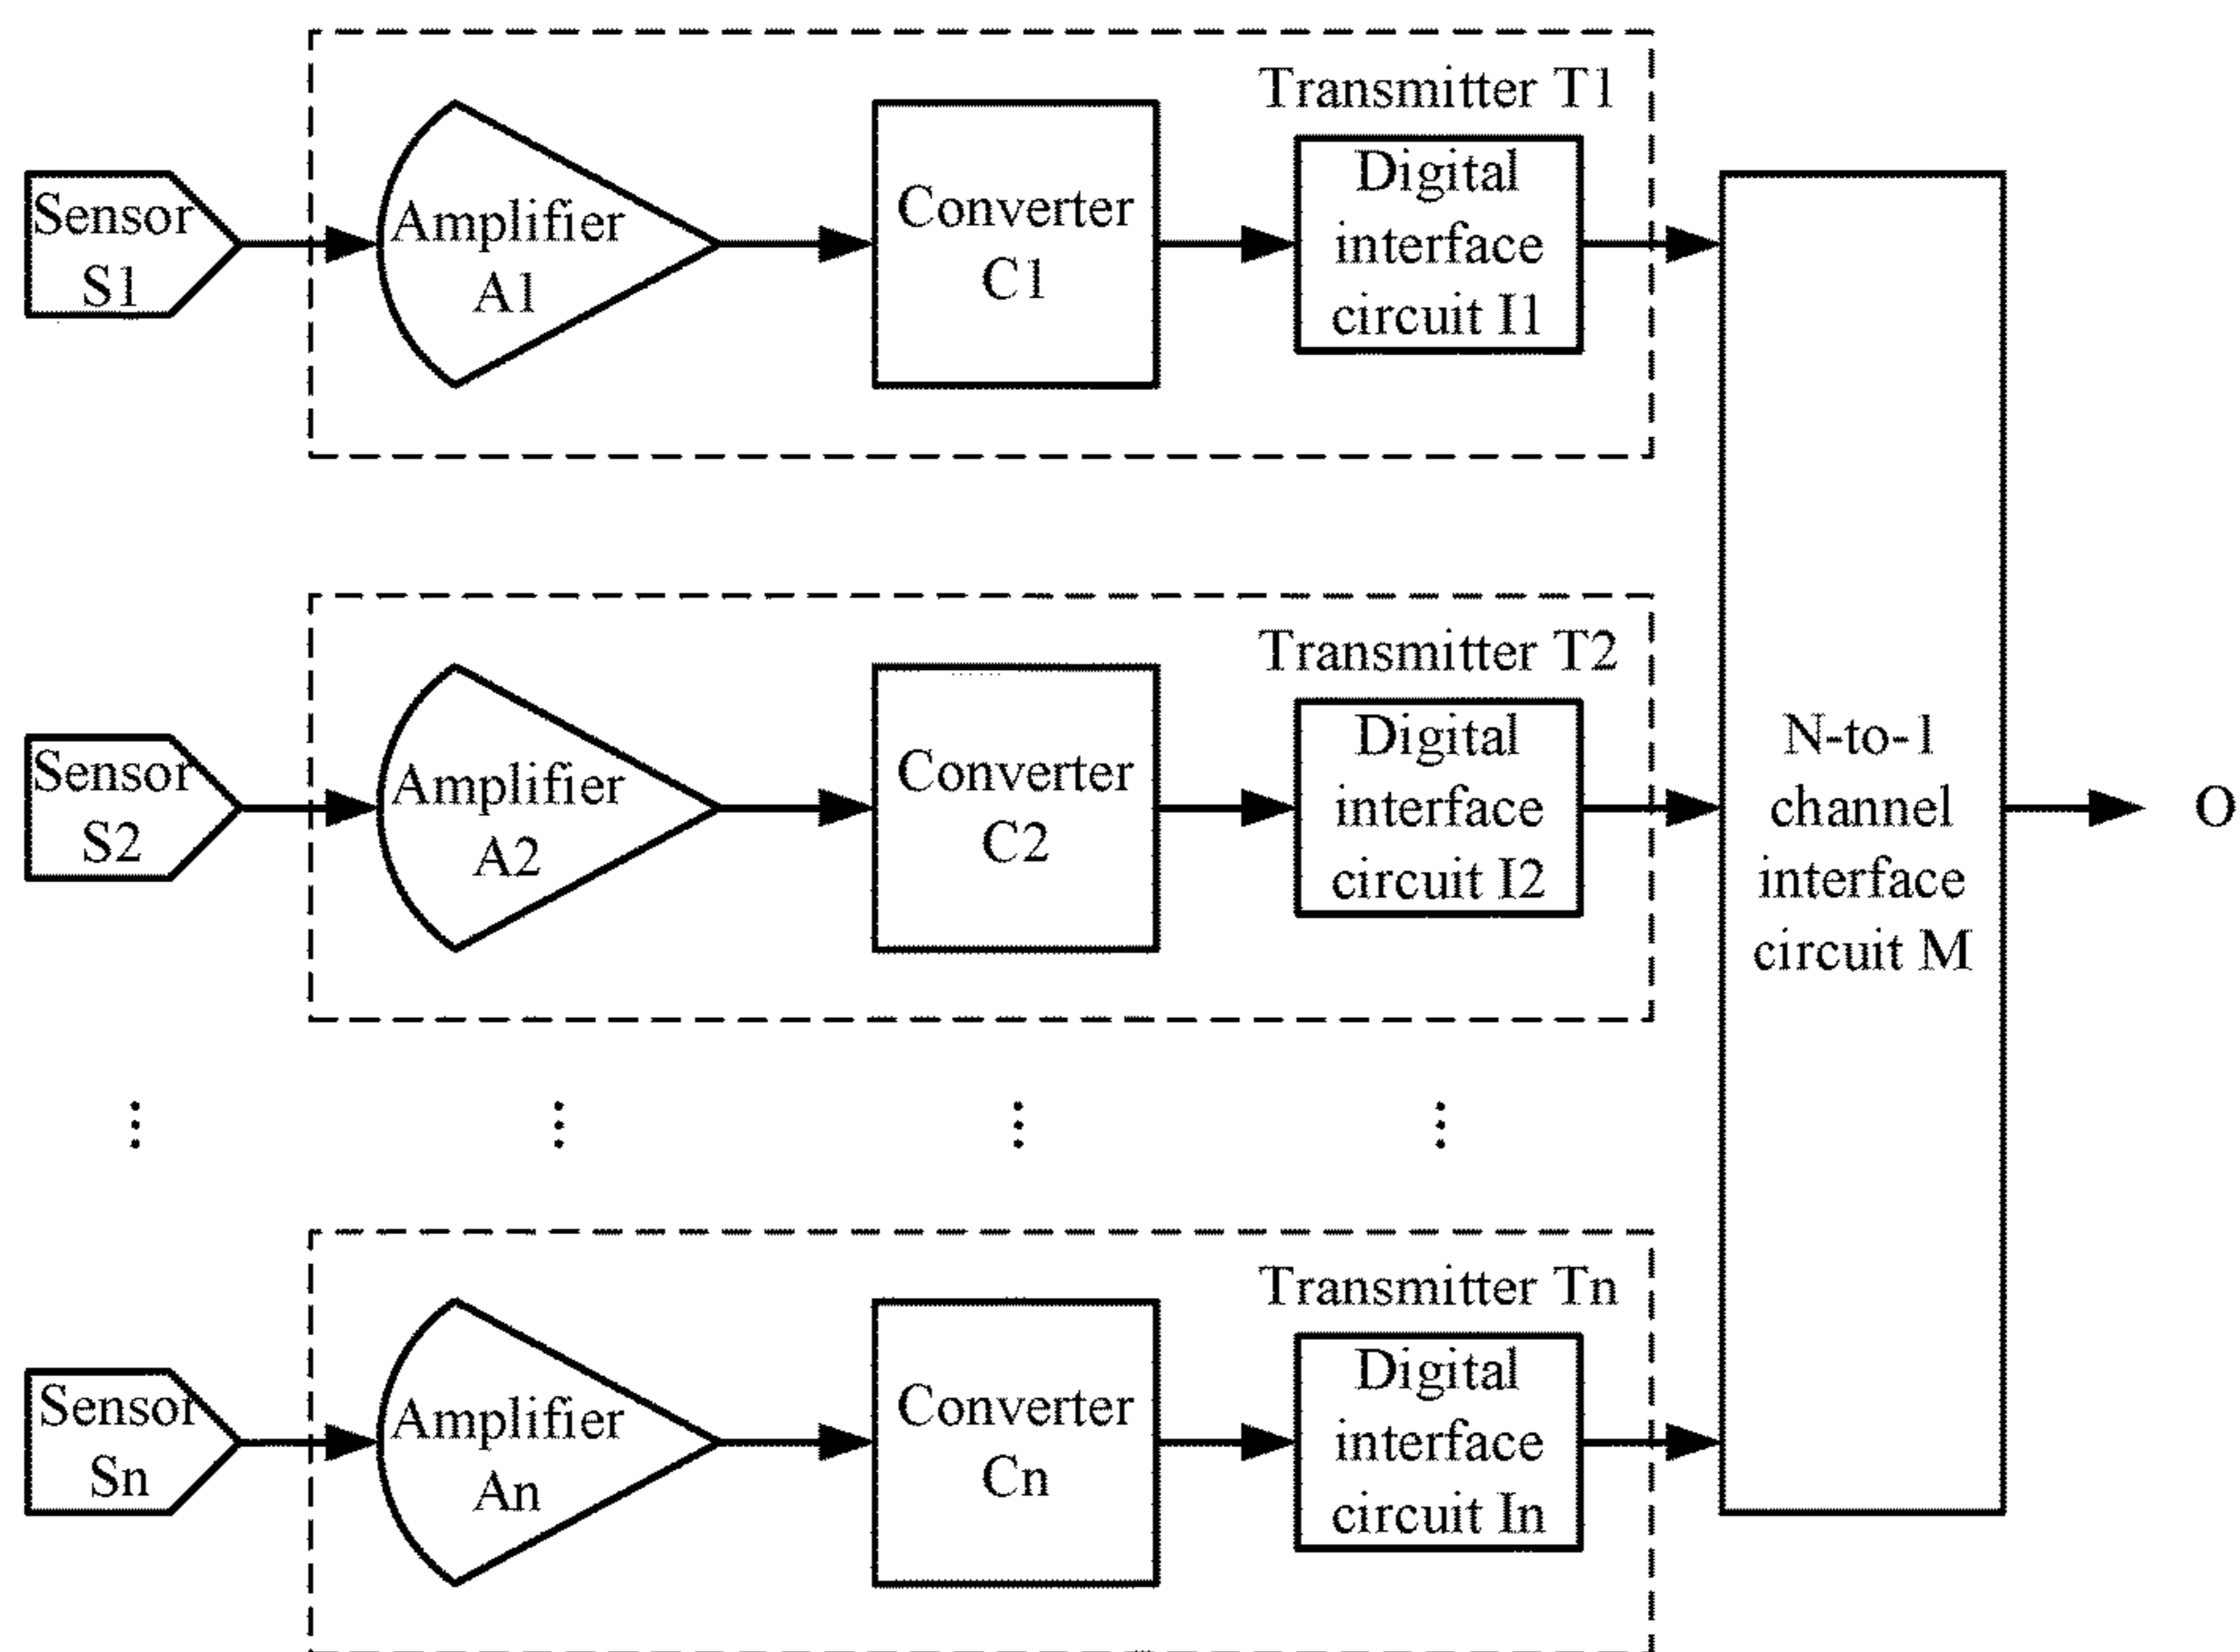 Transmitter T1
Sensor
S1
Amplifier
A1
Converter
C1
Digital
interface
circuit I1
Transmitter T2
Sensor
S2
Amplifier
A2
Converter
C2
Digital
interface
circuit I2
N-to-1
channel
interface
circuit M
O
Transmitter Tn
Sensor
Sn
Amplifier
An
Converter
Cn
Digital
interface
circuit In